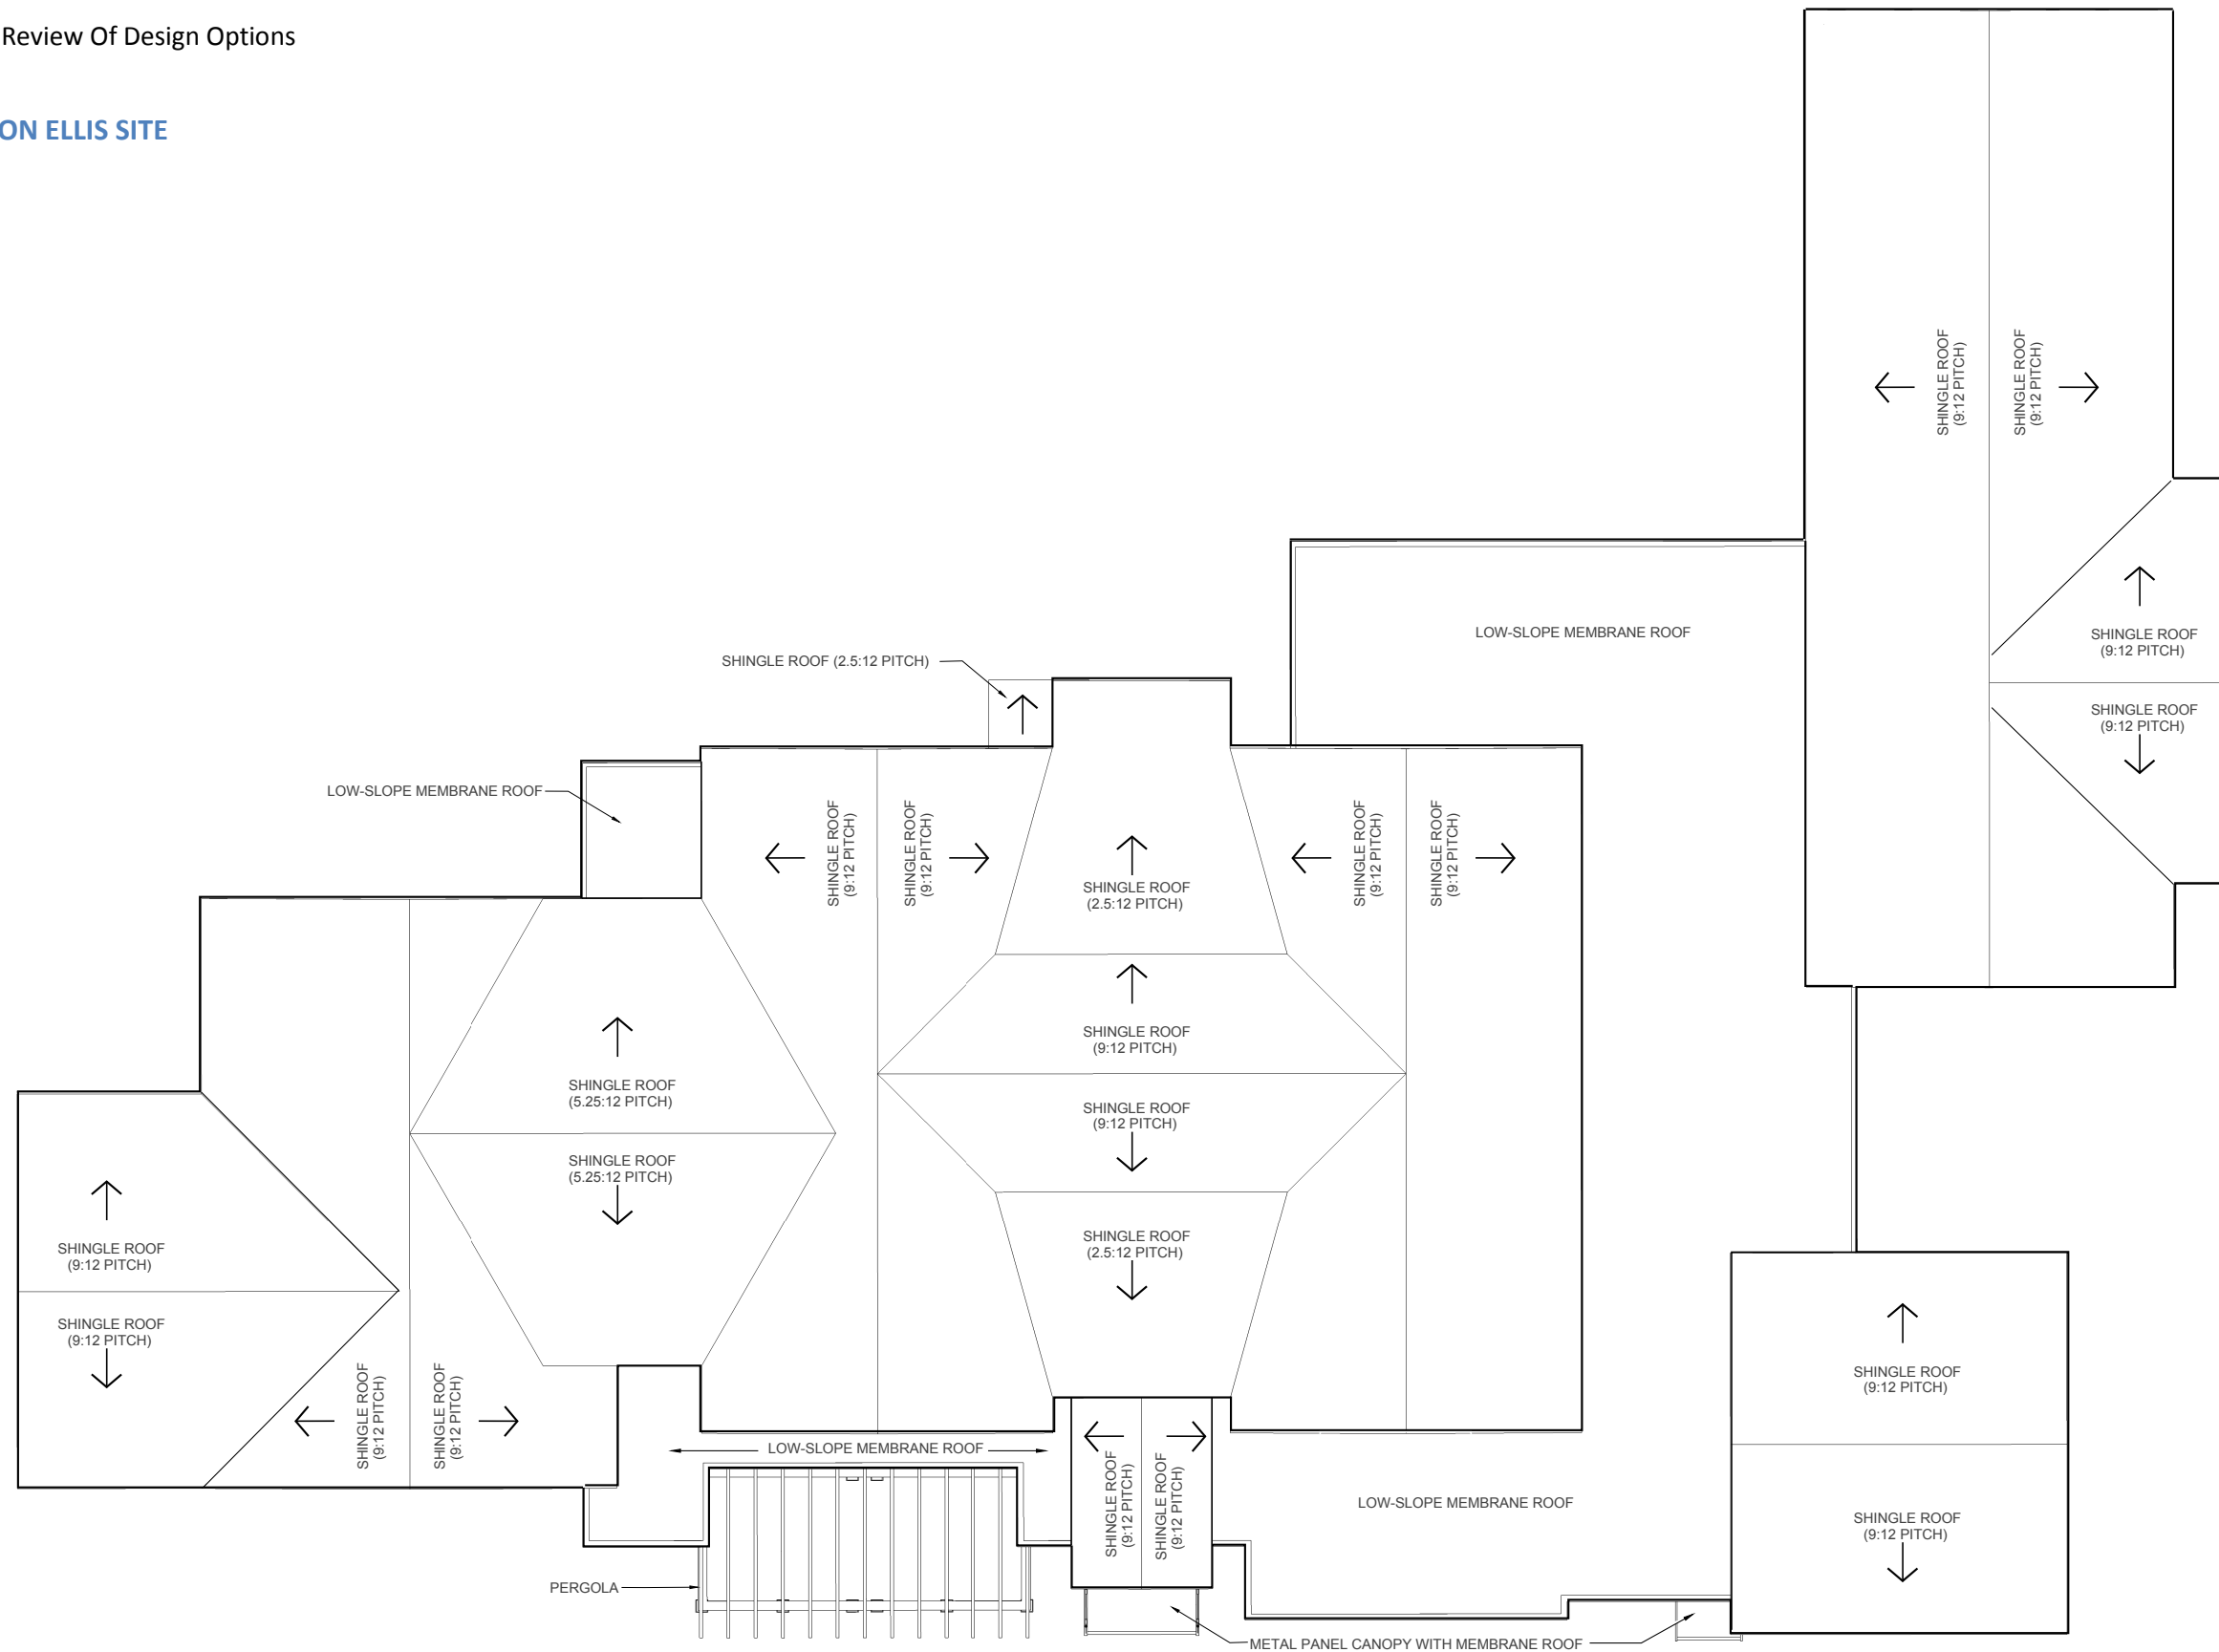 Review Of Design Options
ON ELLIS SITE
SHINGLE ROOF
(9:12 PITCH)
SHINGLE ROOF
(9:12 PITCH)
LOW-SLOPE MEMBRANE ROOF
SHINGLE ROOF
(9:12 PITCH)
SHINGLE ROOF (2.5:12 PITCH)
SHINGLE ROOF
(9:12 PITCH)
LOW-SLOPE MEMBRANE ROOF
SHINGLE ROOF
(9:12 PITCH)
SHINGLE ROOF
(9:12 PITCH)
SHINGLE ROOF
(2.5:12 PITCH)
SHINGLE ROOF
(9:12 PITCH)
SHINGLE ROOF
(9:12 PITCH)
SHINGLE ROOF
(9:12 PITCH)
SHINGLE ROOF
(5.25:12 PITCH)
SHINGLE ROOF
(9:12 PITCH)
SHINGLE ROOF
(5.25:12 PITCH)
SHINGLE ROOF
(2.5:12 PITCH)
SHINGLE ROOF
(9:12 PITCH)
SHINGLE ROOF
(9:12 PITCH)
SHINGLE ROOF
(9:12 PITCH)
SHINGLE ROOF
(9:12 PITCH)
SHINGLE ROOF
(9:12 PITCH)
LOW-SLOPE MEMBRANE ROOF
SHINGLE ROOF
(9:12 PITCH)
SHINGLE ROOF
(9:12 PITCH)
LOW-SLOPE MEMBRANE ROOF
SHINGLE ROOF
(9:12 PITCH)
PERGOLA
METAL PANEL CANOPY WITH MEMBRANE ROOF